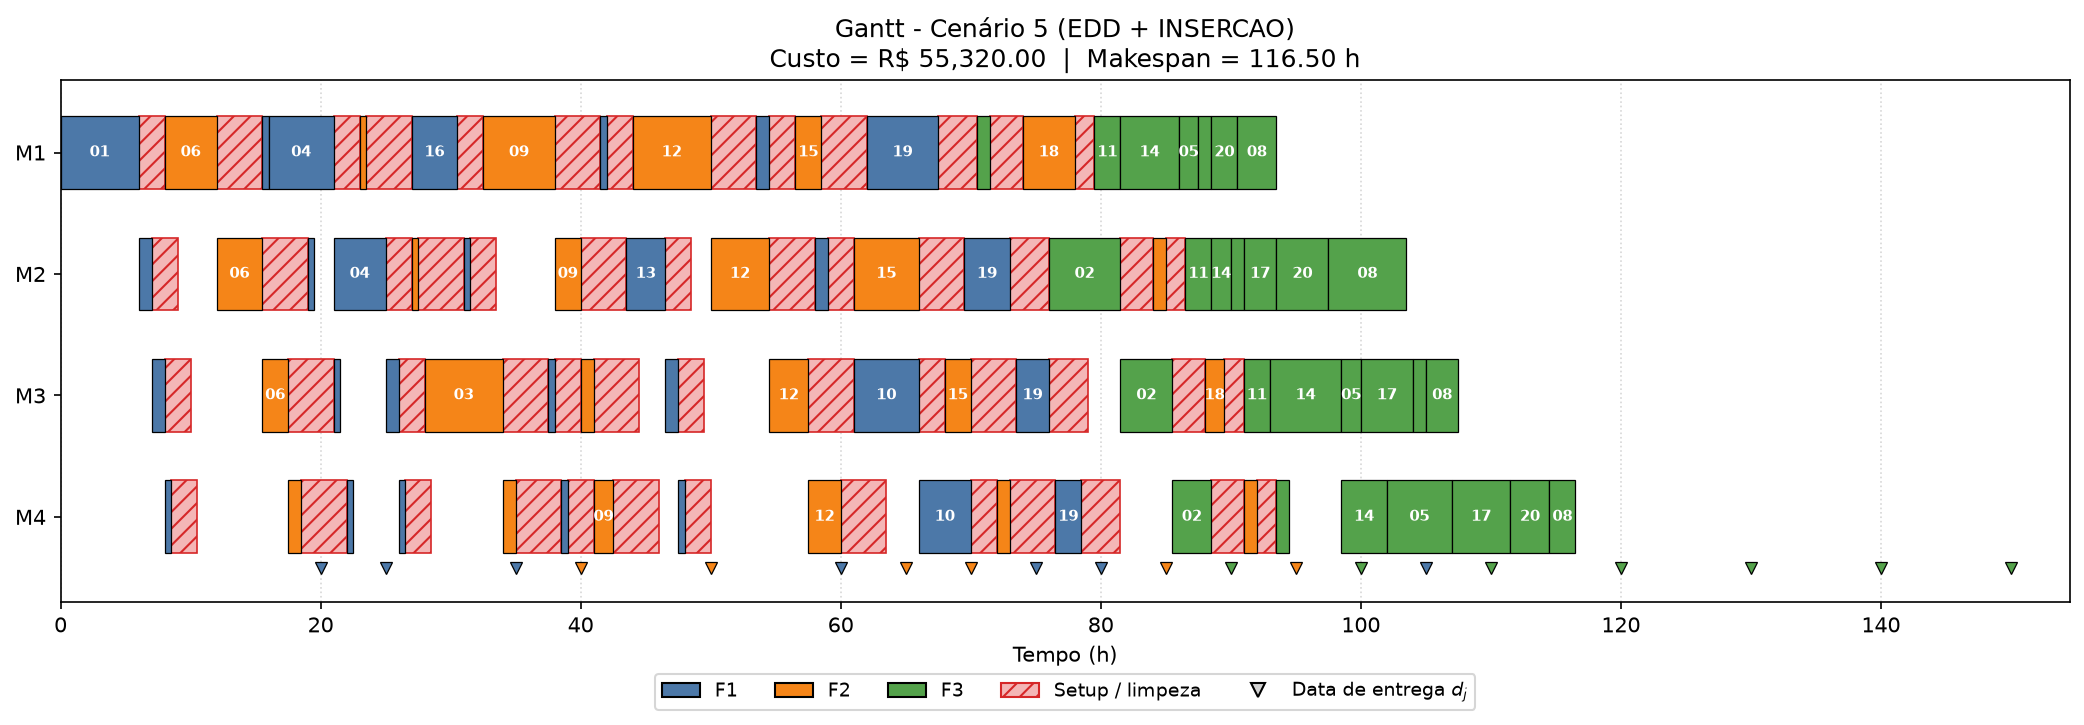 Gantt - Cenário 5 (EDD + INSERCAO)
Custo = R$ 55,320.00 | Makespan = 116.50 h
M1 01 06 04 16 09 12 15 19 18 11 14 05 20 08
M2 06 04 09 13 12 15 19 02 11 14 17 20 08
M3 06 03 12 10 15 19 02 18 11 14 05 17 08
M4 09 12 10 19 02 14 05 17 20 08
0 20 40 60 80 100 120 140
Tempo (h)
F1 F2 F3 Setup / limpeza Data de entrega dj